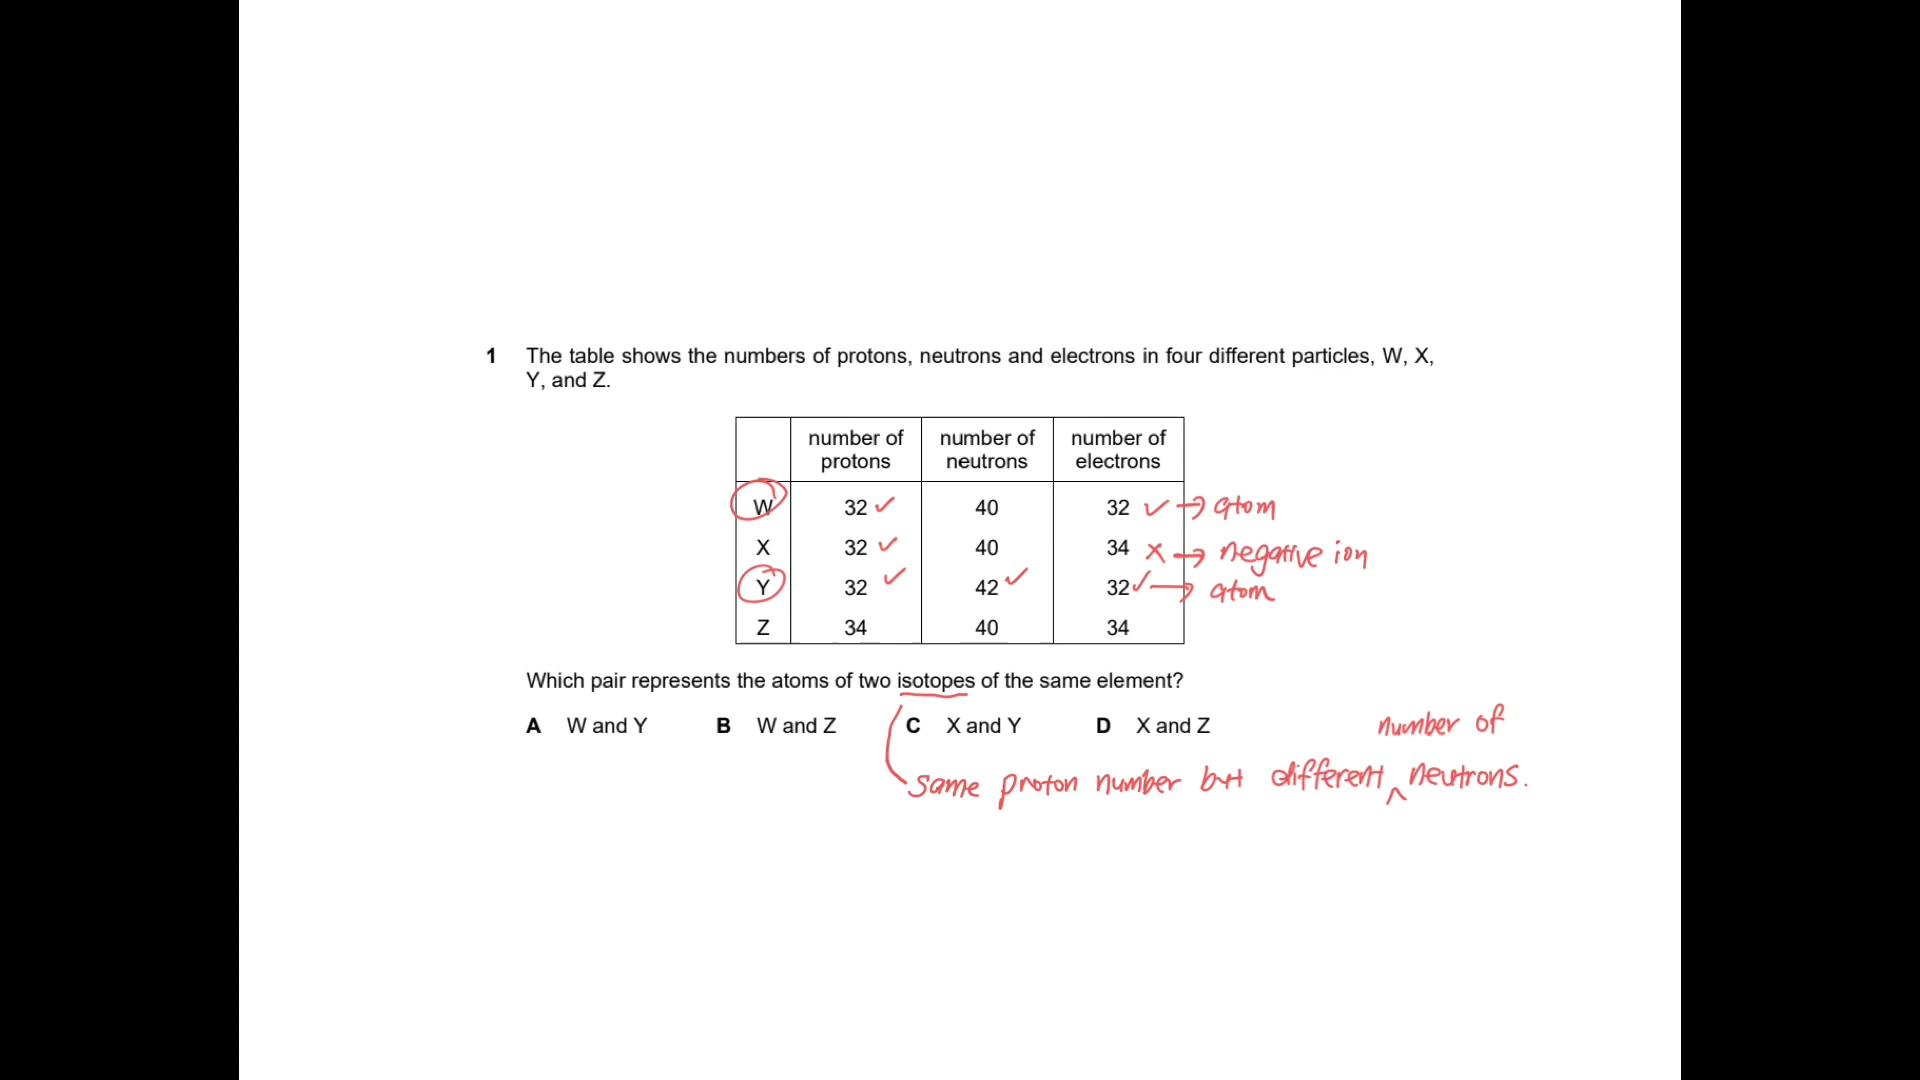 1 The table shows the numbers of protons, neutrons and electrons in four different particles, W, X,
Y, and Z.
number of protons number of neutrons number of electrons
W 32 ✓ 40 32 ✓ → atom
X 32 ✓ 40 34 x → negative ion
Y 32 ✓ 42 ✓ 32 ✓ → atom
Z 34 40 34
Which pair represents the atoms of two isotopes of the same element?
A W and Y B W and Z C X and Y D X and Z
number of
same proton number but different ^ neutrons.